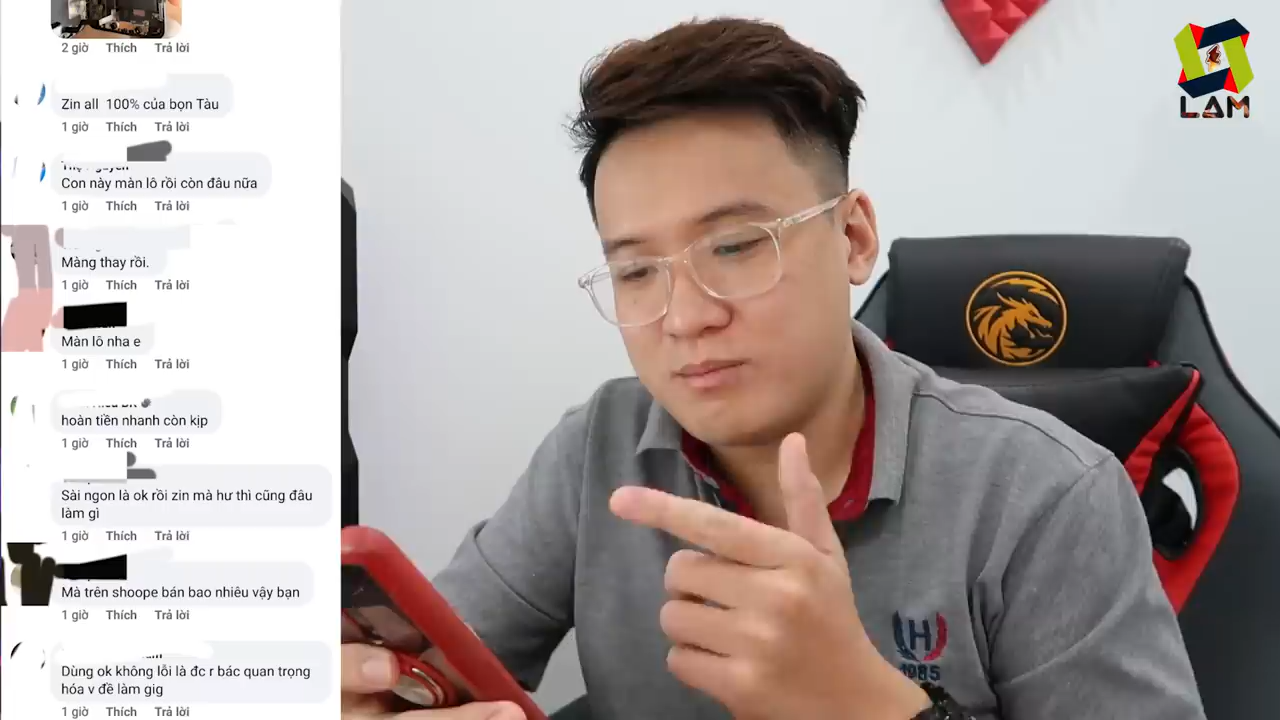 2 giờ Thích Trả lời
Zin all 100% của bọn Tàu
1 giờ Thích Trả lời
Con này màn lô rồi còn đâu nữa
1 giờ Thích Trả lời
Màng thay rồi.
1 giờ Thích Trả lời
Màn lô nha e
1 giờ Thích Trả lời
hoàn tiền nhanh còn kịp
1 giờ Thích Trả lời
Sài ngon là ok rồi zin mà hư thì cũng đâu
làm gì
1 giờ Thích Trả lời
Mà trên shoope bán bao nhiêu vậy bạn
1 giờ Thích Trả lời
Dùng ok không lỗi là đc r bác quan trọng
hóa v đề làm gig
1 giờ Thích Trả lời
LAM
H
1985